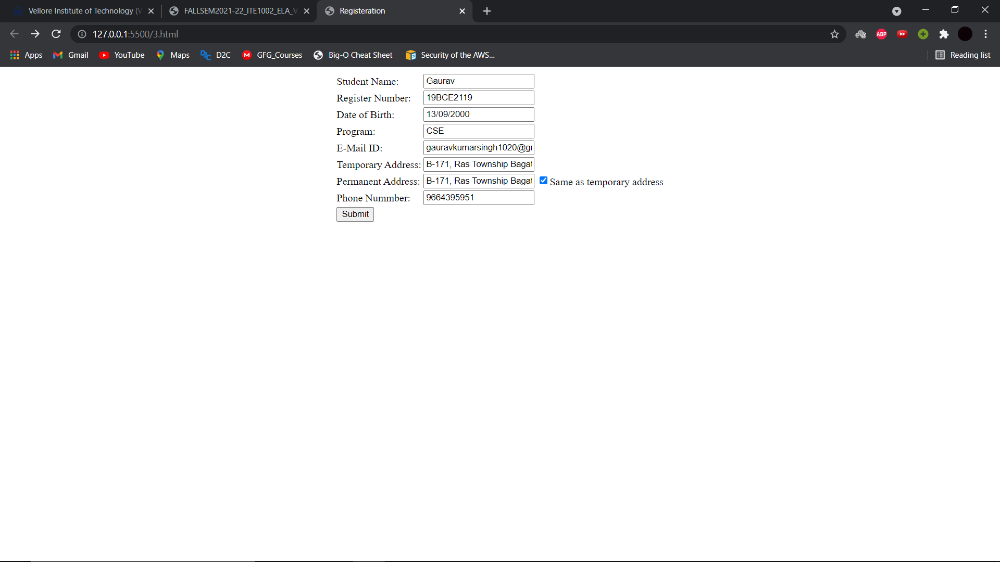 Vellore Institute of Technology (V
FALLSEM2021-22_ITE1002_ELA_V
Registeration
127.0.0.1:5500/3.html
ABP
Apps Gmail YouTube Maps D2C GFG_Courses Big-O Cheat Sheet Security of the AWS... Reading list
Student Name: Gaurav
Register Number: 19BCE2119
Date of Birth: 13/09/2000
Program: CSE
E-Mail ID: gauravkumarsingh1020@g
Temporary Address: B-171, Ras Township Baga
Permanent Address: B-171, Ras Township Baga Same as temporary address
Phone Nummber: 9664395951
Submit